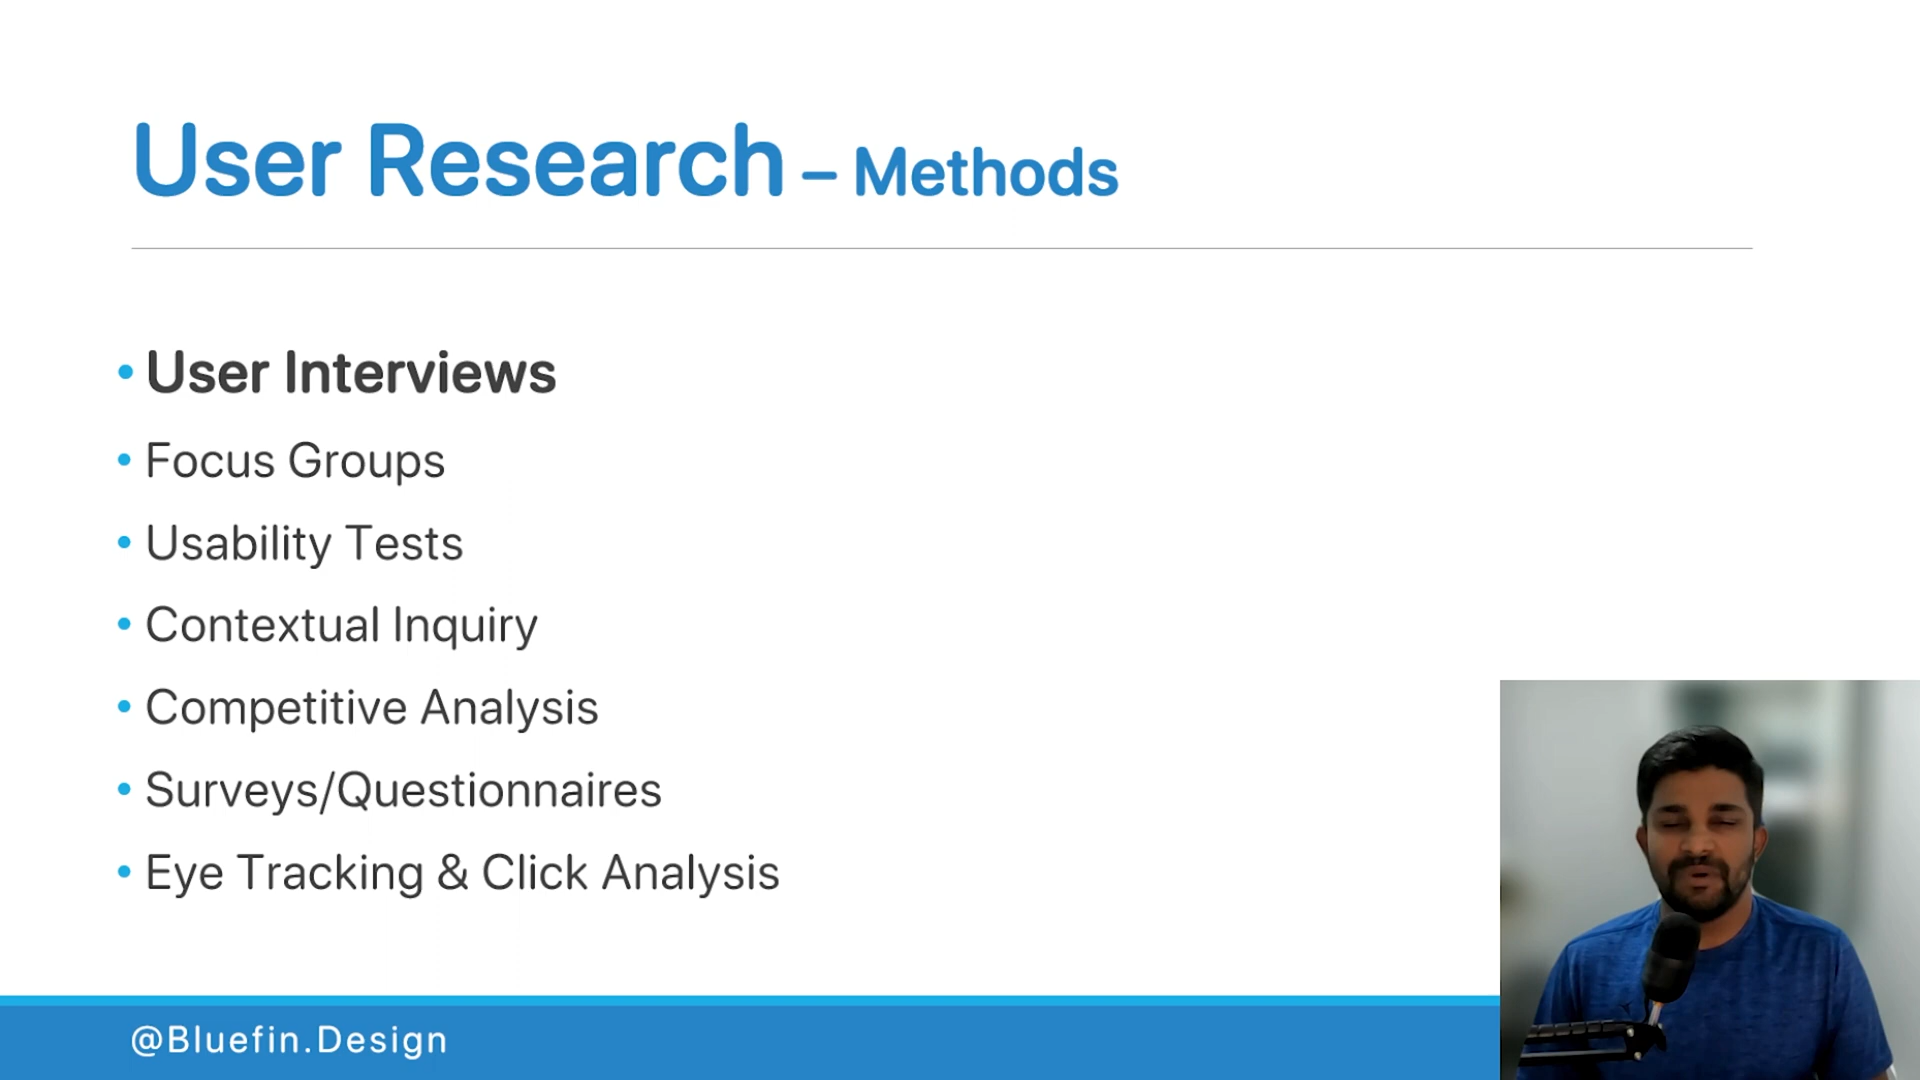 User Research – Methods
• User Interviews
• Focus Groups
• Usability Tests
• Contextual Inquiry
• Competitive Analysis
• Surveys/Questionnaires
• Eye Tracking & Click Analysis
@Bluefin.Design